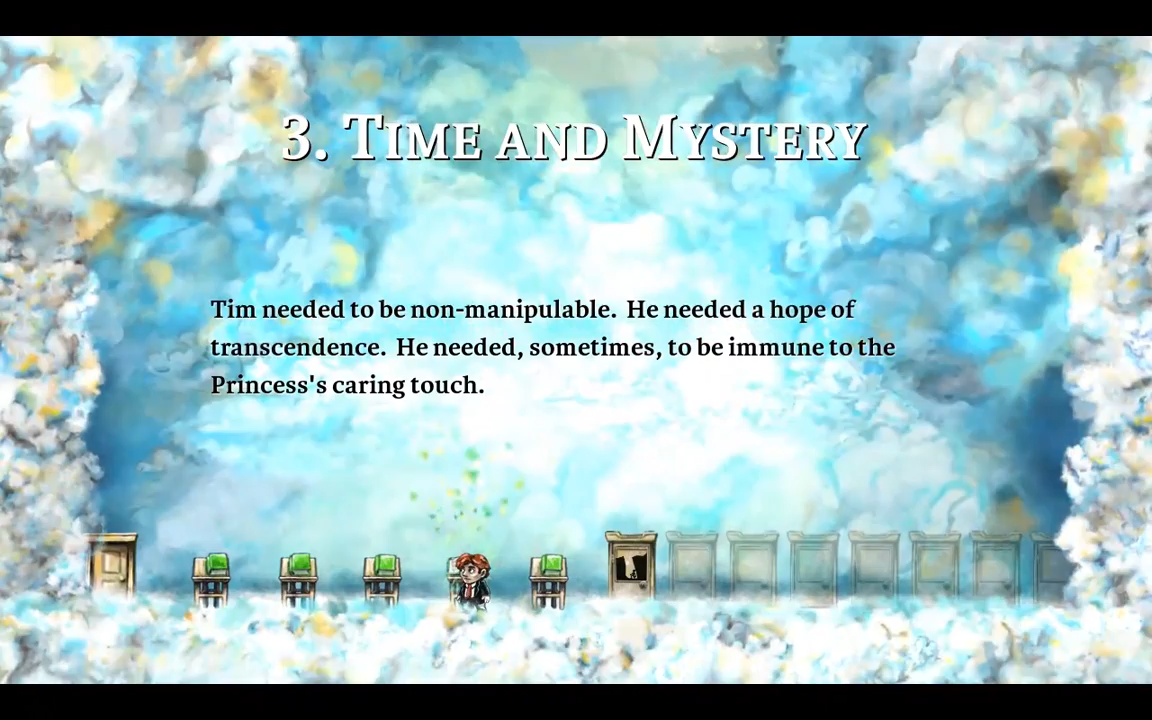 3. Time and Mystery
Tim needed to be non-manipulable.  He needed a hope of
transcendence.  He needed, sometimes, to be immune to the
Princess's caring touch.